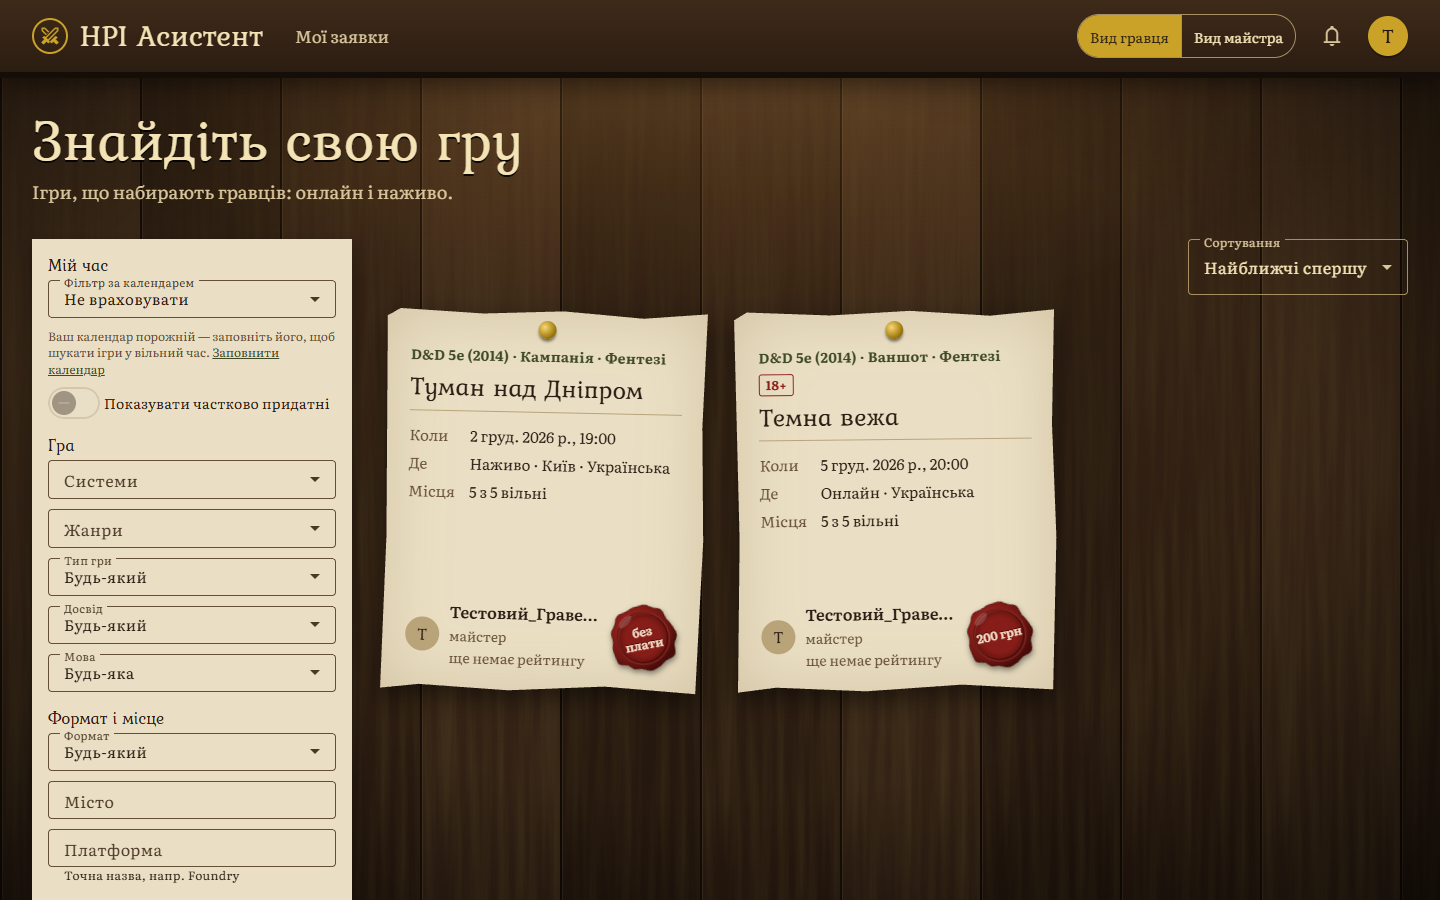 НРІ Асистент
Мої заявки
Вид гравця
Вид майстра
Т
Знайдіть свою гру
Ігри, що набирають гравців: онлайн і наживо.
Мій час
Фільтр за календарем
Не враховувати
Ваш календар порожній — заповніть його, щоб
шукати ігри у вільний час. Заповнити
календар
Показувати частково придатні
Гра
Системи
Жанри
Тип гри
Будь-який
Досвід
Будь-який
Мова
Будь-яка
Формат і місце
Формат
Будь-який
Місто
Платформа
Точна назва, напр. Foundry
Сортування
Найближчі спершу
D&D 5e (2014) · Кампанія · Фентезі
Туман над Дніпром
Коли 2 груд. 2026 р., 19:00
Де Наживо · Київ · Українська
Місця 5 з 5 вільні
Т
Тестовий_Граве...
майстер
ще немає рейтингу
без
плати
D&D 5e (2014) · Ваншот · Фентезі
18+
Темна вежа
Коли 5 груд. 2026 р., 20:00
Де Онлайн · Українська
Місця 5 з 5 вільні
Т
Тестовий_Граве...
майстер
ще немає рейтингу
200 грн